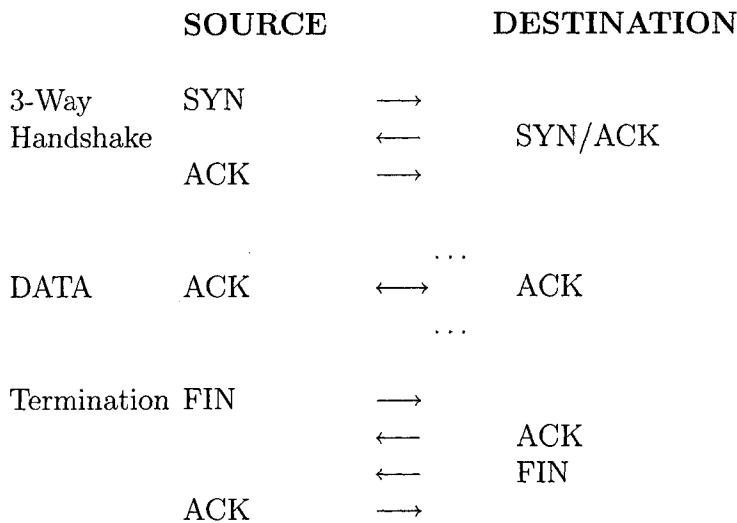 SOURCE DESTINATION
3-Way SYN ⟶
Handshake ⟵ SYN/ACK
ACK ⟶
...
DATA ACK ⟷ ACK
...
Termination FIN ⟶
⟵ ACK
⟵ FIN
ACK ⟶